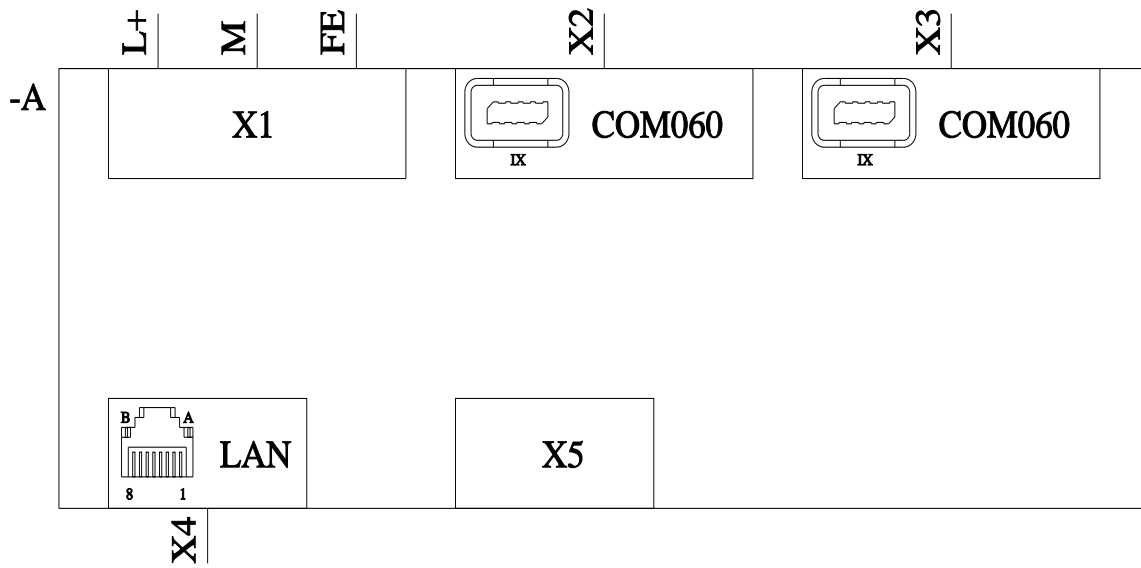 L+ M FE X2 X3
-A
X1 COM060 COM060
IX IX
B A
LAN X5
8 1
X4